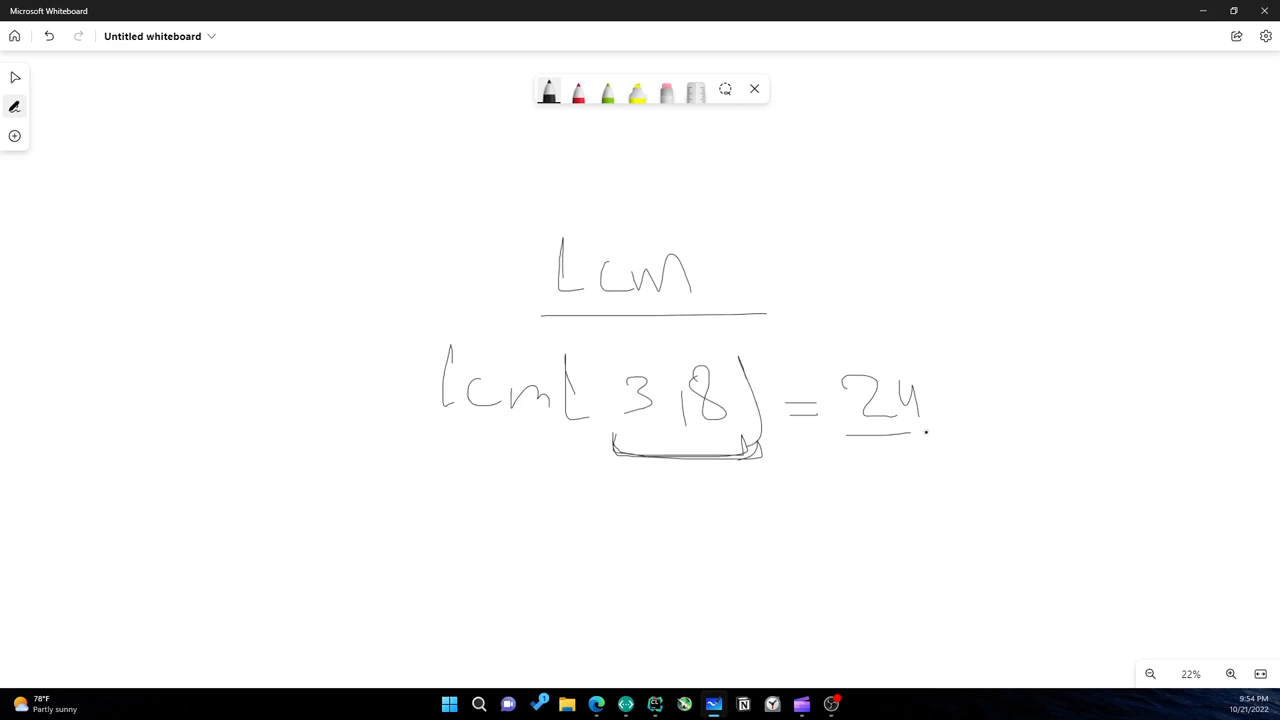 Microsoft Whiteboard
Untitled whiteboard
Lcm
lcm( 3,8) = 24
22%
78°F
Partly sunny
1
9:54 PM
10/21/2022